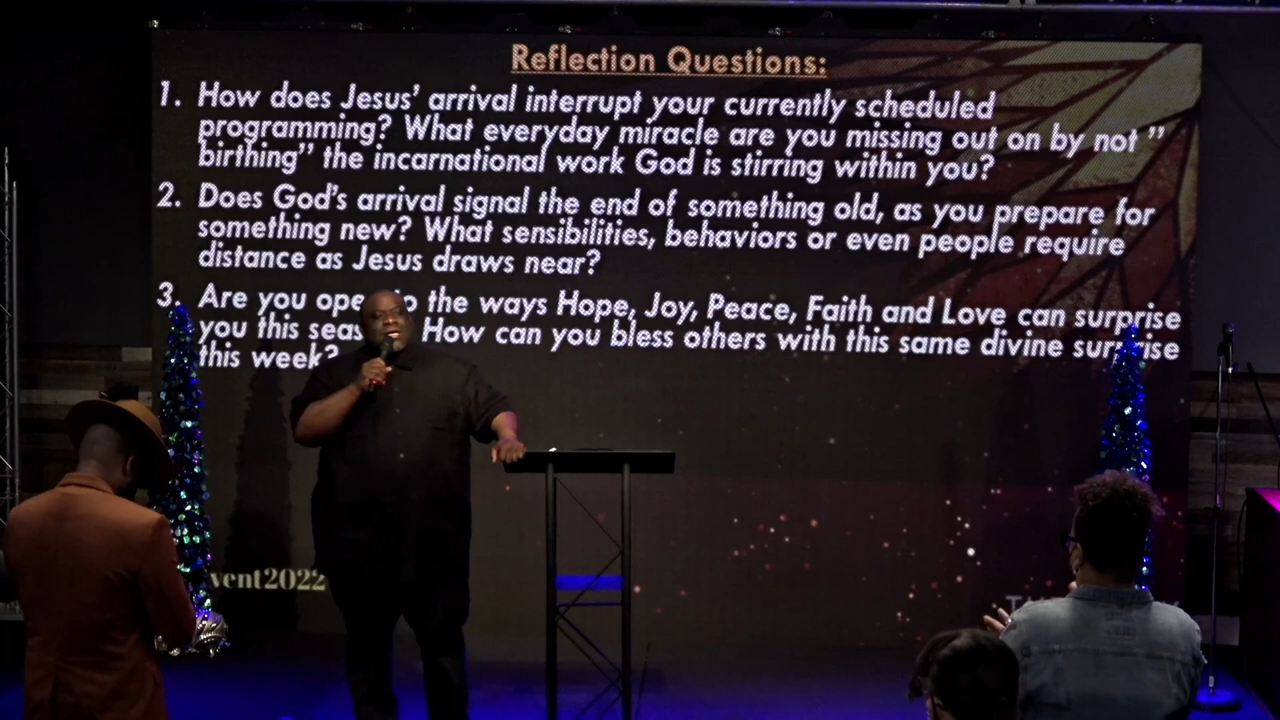 Reflection Questions:
1. How does Jesus' arrival interrupt your currently scheduled
programming? What everyday miracle are you missing out on by not "
birthing" the incarnational work God is stirring within you?
2. Does God's arrival signal the end of something old, as you prepare for
something new? What sensibilities, behaviors or even people require
distance as Jesus draws near?
3. Are you ope o the ways Hope, Joy, Peace, Faith and Love can surprise
you this seas How can you bless others with this same divine surprise
this week?
vent2022